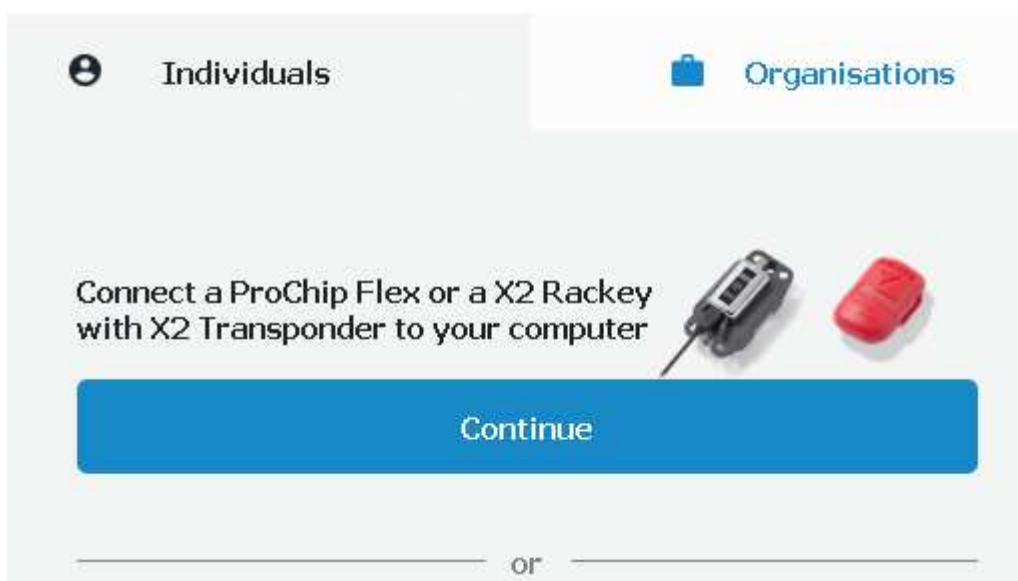 Individuals
Organisations
Connect a ProChip Flex or a X2 Rackey
with X2 Transponder to your computer
Continue
or